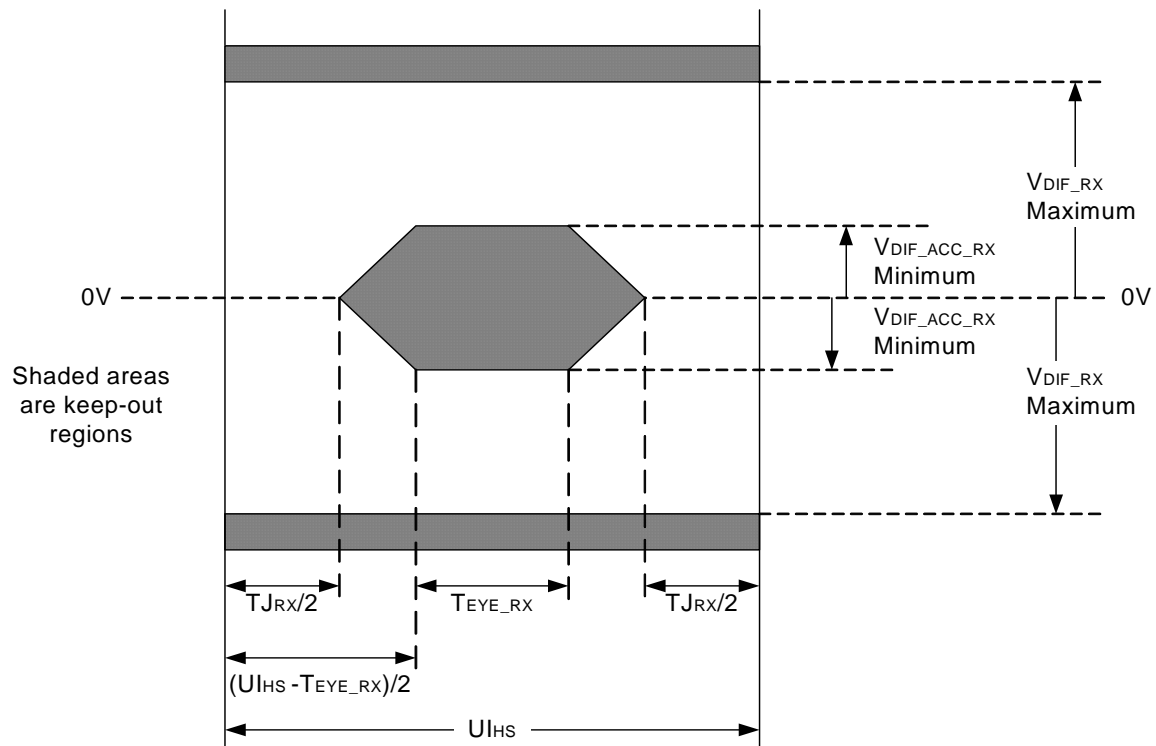 VDIF_RX
Maximum
VDIF_ACC_RX
Minimum
0V
0V
VDIF_ACC_RX
Minimum
Shaded areas
are keep-out
regions
VDIF_RX
Maximum
TJRX/2
TEYE_RX
TJRX/2
(UIHS -TEYE_RX)/2
UIHS